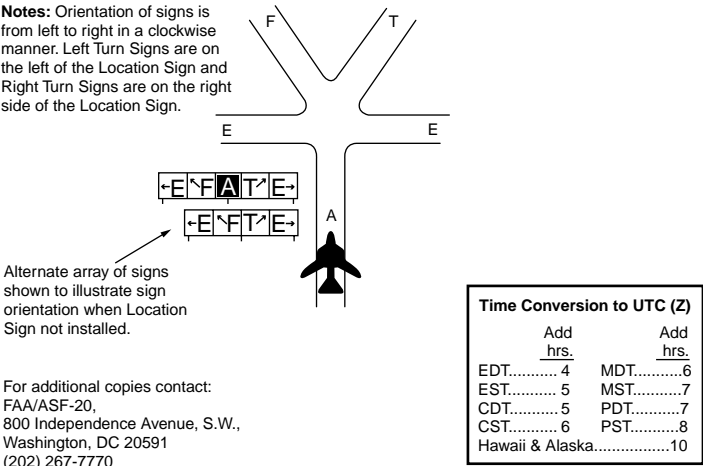 Notes: Orientation of signs is
from left to right in a clockwise
manner. Left Turn Signs are on
the left of the Location Sign and
Right Turn Signs are on the right
side of the Location Sign.
F T
E E
←E ↖F A T↗ E→
←E ↖F T↗ E→
A
Alternate array of signs
shown to illustrate sign
orientation when Location
Sign not installed.
For additional copies contact:
FAA/ASF-20,
800 Independence Avenue, S.W.,
Washington, DC 20591
(202) 267-7770
Time Conversion to UTC (Z)
Add Add
hrs. hrs.
EDT........... 4 MDT..........6
EST........... 5 MST..........7
CDT........... 5 PDT...........7
CST........... 6 PST...........8
Hawaii & Alaska.................10